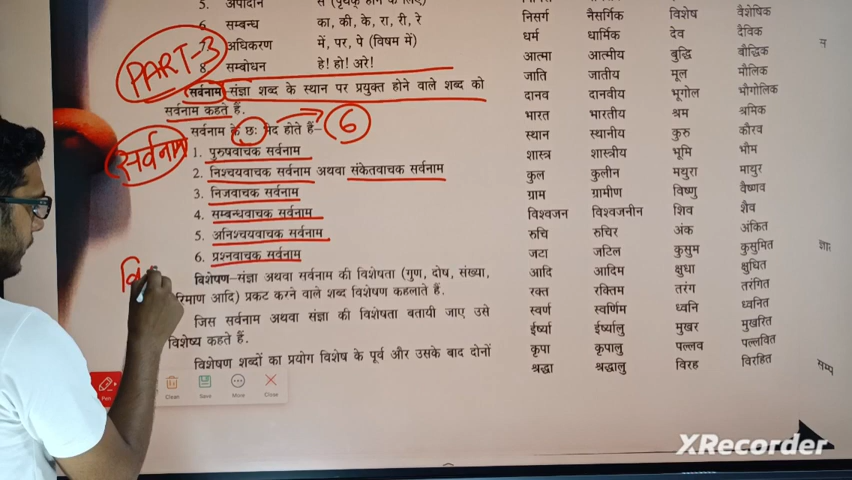 5. अपादान से (पृथक् होने के लिए)
6 सम्बन्ध का, की, के, रा, री, रे
7 अधिकरण में, पर, पे (विषम में)
8 सम्बोधन हे! हो! अरे!
PART-3
सर्वनाम-संज्ञा शब्द के स्थान पर प्रयुक्त होने वाले शब्द को
सर्वनाम कहते हैं.
सर्वनाम के छः भेद होते हैं- 6
सर्वनाम
1. पुरुषवाचक सर्वनाम
2. निश्चयवाचक सर्वनाम अथवा संकेतवाचक सर्वनाम
3. निजवाचक सर्वनाम
4. सम्बन्धवाचक सर्वनाम
5. अनिश्चयवाचक सर्वनाम
6. प्रश्नवाचक सर्वनाम
वि
विशेषण-संज्ञा अथवा सर्वनाम की विशेषता (गुण, दोष, संख्या,
रिमाण आदि) प्रकट करने वाले शब्द विशेषण कहलाते हैं.
जिस सर्वनाम अथवा संज्ञा की विशेषता बतायी जाए उसे
विशेष्य कहते हैं.
विशेषण शब्दों का प्रयोग विशेष के पूर्व और उसके बाद दोनों
निसर्ग नैसर्गिक विशेष वैशेषिक
धर्म धार्मिक देव दैविक
आत्मा आत्मीय बुद्धि बौद्धिक
जाति जातीय मूल मौलिक
दानव दानवीय भूगोल भौगोलिक
भारत भारतीय श्रम श्रमिक
स्थान स्थानीय कुरु कौरव
शास्त्र शास्त्रीय भूमि भौम
कुल कुलीन मथुरा माथुर
ग्राम ग्रामीण विष्णु वैष्णव
विश्वजन विश्वजनीन शिव शैव
रुचि रुचिर अंक अंकित
जटा जटिल कुसुम कुसुमित
आदि आदिम क्षुधा क्षुधित
रक्त रक्तिम तरंग तरंगित
स्वर्ण स्वर्णिम ध्वनि ध्वनित
ईर्ष्या ईर्ष्यालु मुखर मुखरित
कृपा कृपालु पल्लव पल्लवित
श्रद्धा श्रद्धालु विरह विरहित
Pen Clean Save More Close
XRecorder